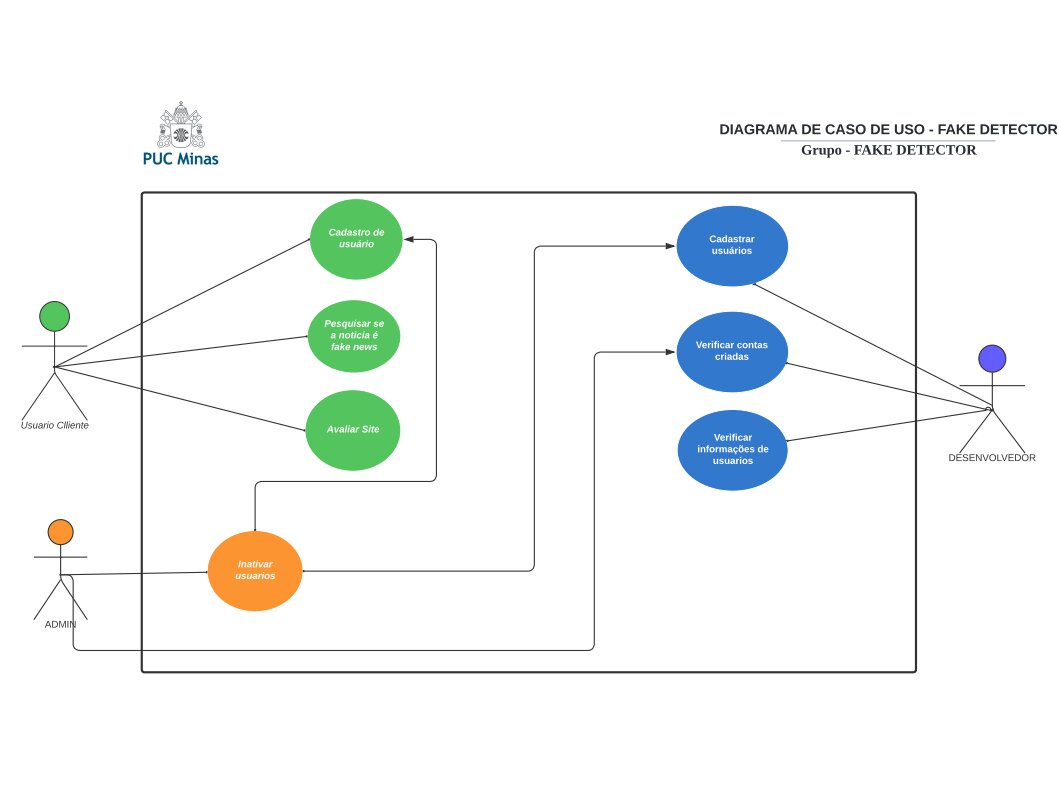 PUC Minas
DIAGRAMA DE CASO DE USO - FAKE DETECTOR
Grupo - FAKE DETECTOR
Cadastro de
usuário
Pesquisar se
a noticia é
fake news
Avaliar Site
Inativar
usuarios
Cadastrar
usuários
Verificar contas
criadas
Verificar
informações de
usuarios
Usuario Clliente
ADMIN
DESENVOLVEDOR